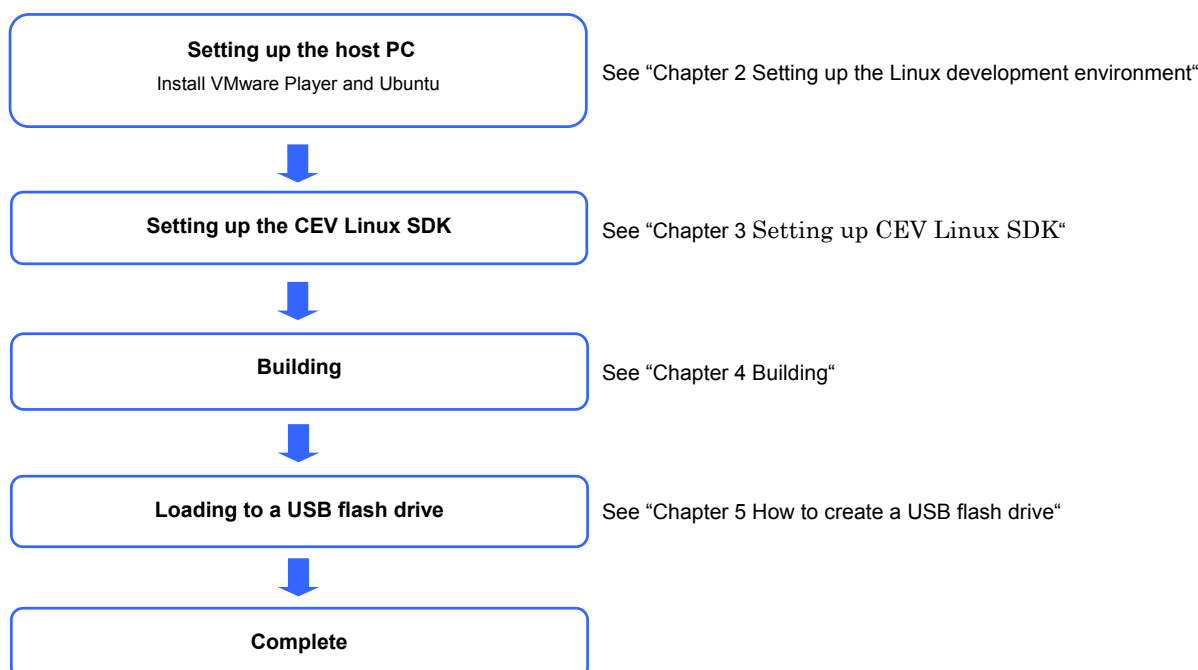 Setting up the host PC
Install VMware Player and Ubuntu
See “Chapter 2 Setting up the Linux development environment“
Setting up the CEV Linux SDK
See “Chapter 3 Setting up CEV Linux SDK“
Building
See “Chapter 4 Building“
Loading to a USB flash drive
See “Chapter 5 How to create a USB flash drive“
Complete